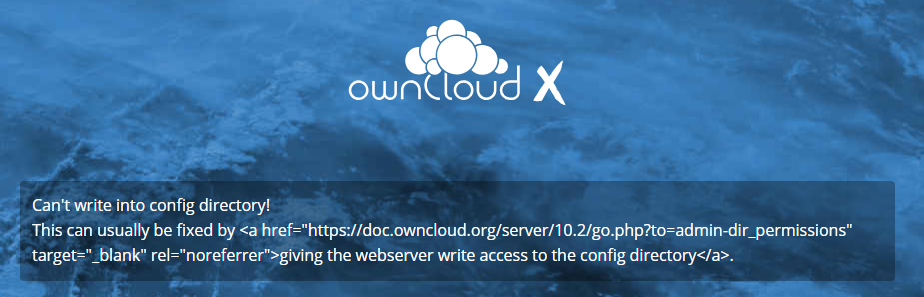 ownCloud X
Can't write into config directory!
This can usually be fixed by <a href="https://doc.owncloud.org/server/10.2/go.php?to=admin-dir_permissions"
target="_blank" rel="noreferrer">giving the webserver write access to the config directory</a>.